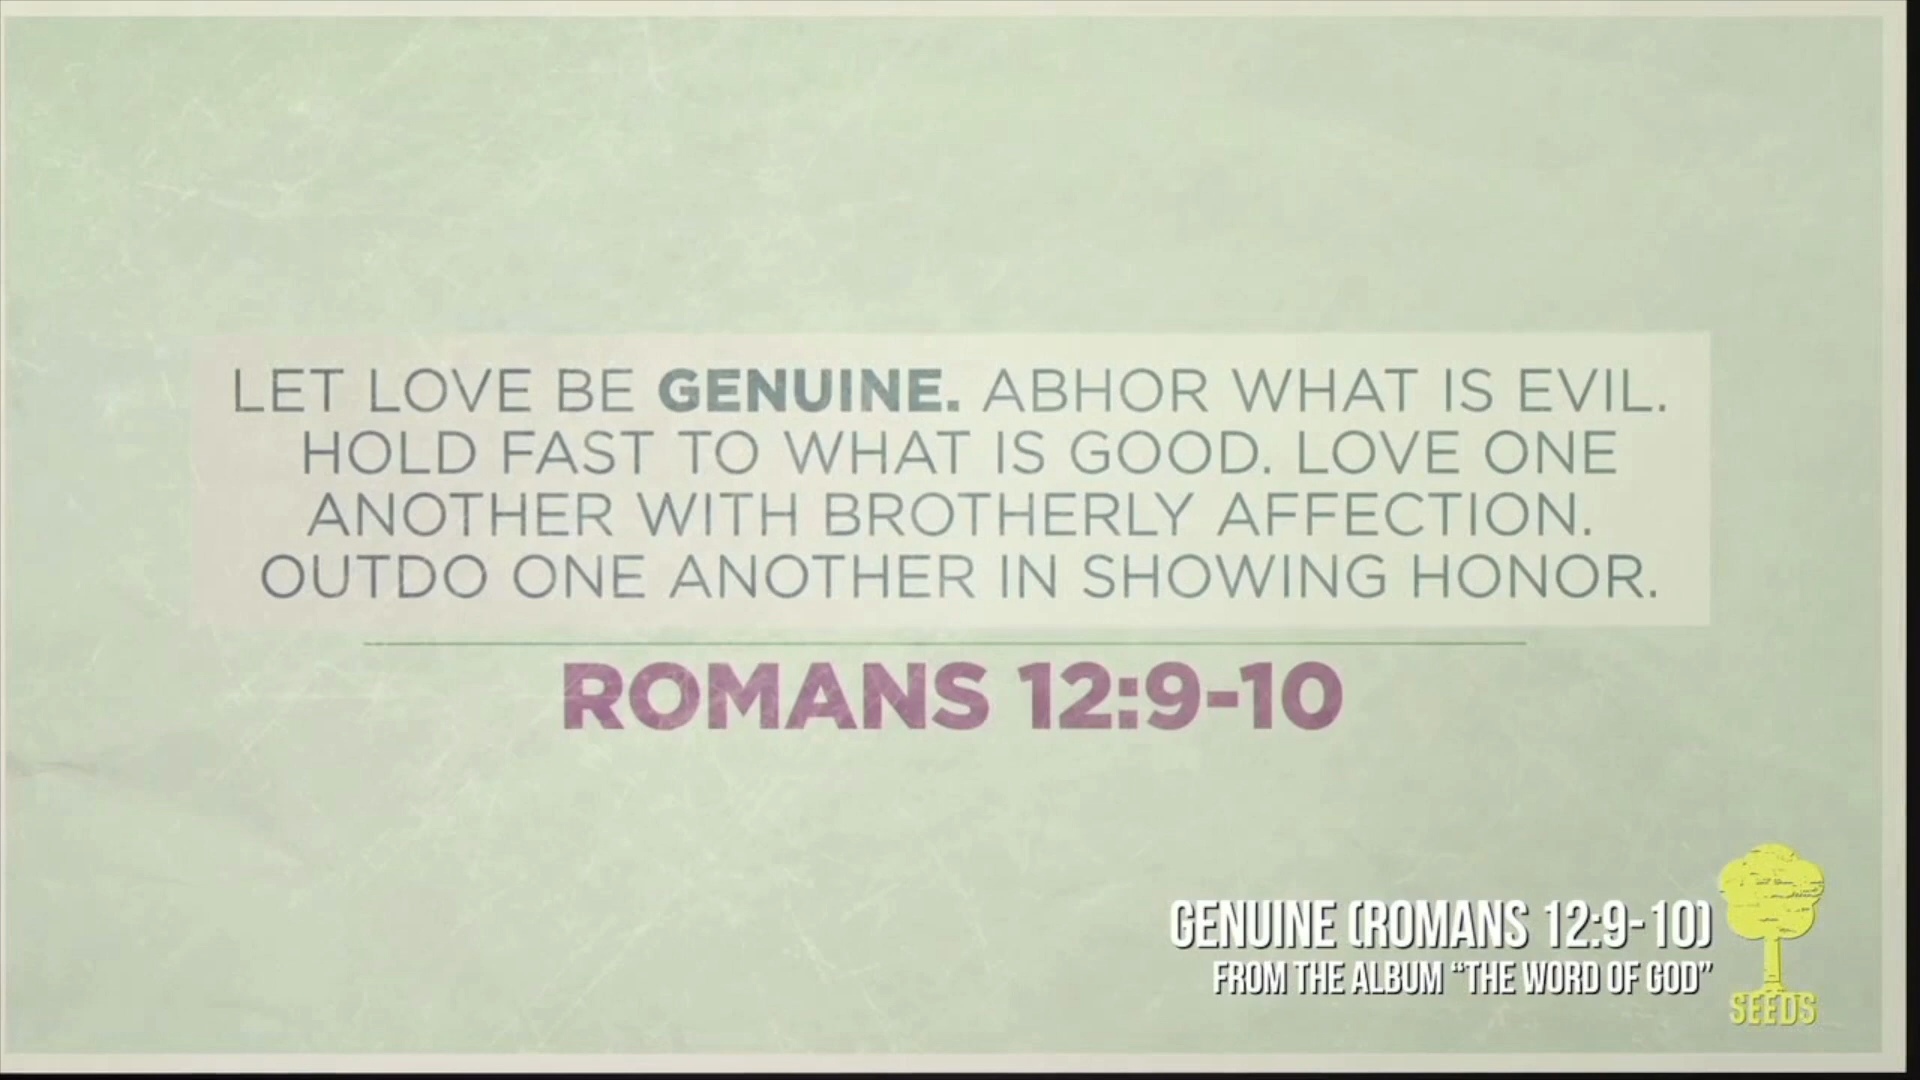 LET LOVE BE GENUINE. ABHOR WHAT IS EVIL.
HOLD FAST TO WHAT IS GOOD. LOVE ONE
ANOTHER WITH BROTHERLY AFFECTION.
OUTDO ONE ANOTHER IN SHOWING HONOR.
ROMANS 12:9-10
GENUINE (ROMANS 12:9-10)
FROM THE ALBUM “THE WORD OF GOD”
SEEDS